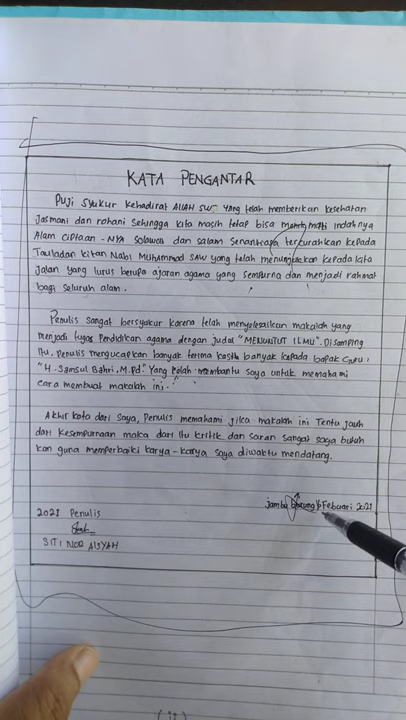 KATA PENGANTAR
Puji Syukur Kehadirat ALLAH SWT yang telah memberikan kesehatan
Jasmani dan rohani Sehingga kita masih tetap bisa menikmati indahnya
Alam ciptaan-NYA Solawat dan salam Senantiasa tercurahkan kepada
Tauladan kitan Nabi Muhammad SAW yang telah menunjukkan kepada kita
jalan yang lurus berupa ajaran agama yang Sempurna dan menjadi rahmat
bagi seluruh alam.
Penulis sangat bersyukur karena telah menyelesaikan makalah yang
menjadi tugas Pendidikan agama dengan judul "MENUNTUT ILMU". Disamping
itu, Penulis mengucapkan banyak terima kasih banyak kepada bapak Guru,
"H. Samsul Bahri, M.Pd." Yang telah membantu saya untuk memahami
cara membuat makalah ini."
Akhir kata dari Saya, Penulis memahami jika makalah ini Tentu jauh
dari Kesempurnaan maka dari itu kritik dan saran sangat saya butuh
kan guna memperbaiki karya-karya Saya diwaktu mendatang.
Jambu Febuari 2021
2021 Penulis
SITI NOR AISYAH
(ii)